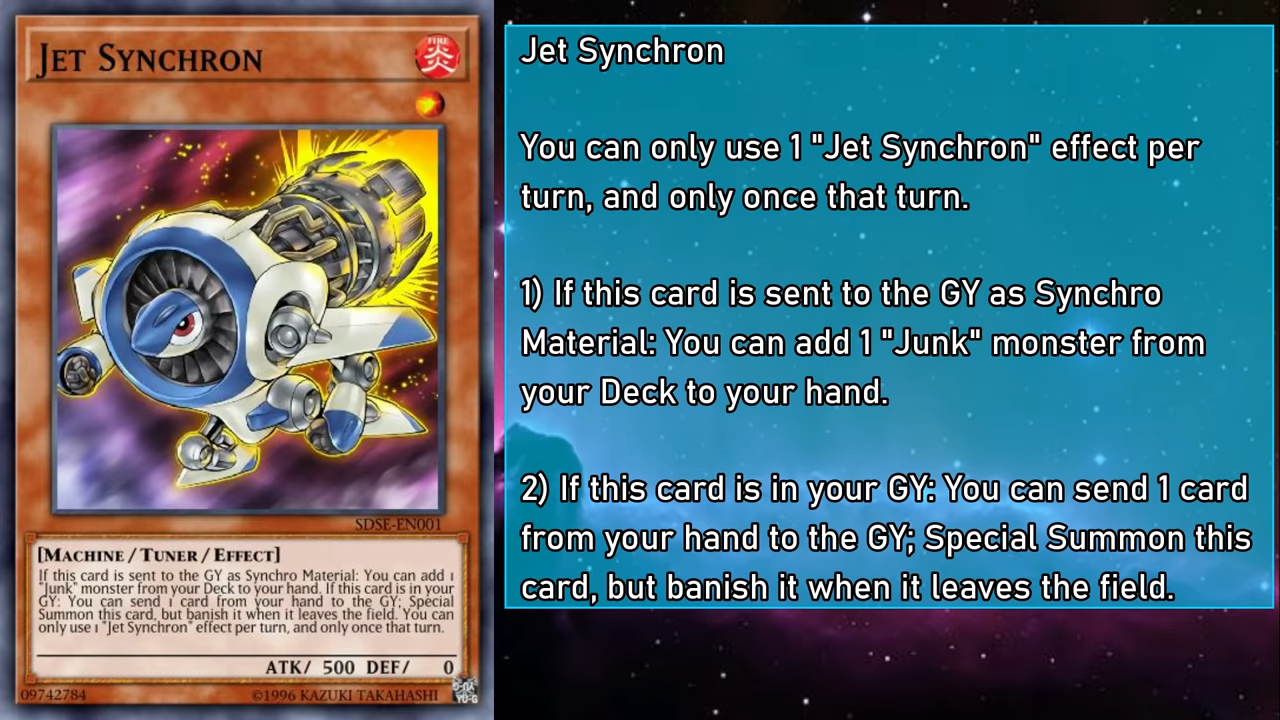 JET SYNCHRON
FIRE
炎
SDSE-EN001
[MACHINE / TUNER / EFFECT]
If this card is sent to the GY as Synchro Material: You can add 1
"Junk" monster from your Deck to your hand. If this card is in your
GY: You can send 1 card from your hand to the GY; Special
Summon this card, but banish it when it leaves the field. You can
only use 1 "Jet Synchron" effect per turn, and only once that turn.
ATK/ 500 DEF/ 0
09742784
©1996 KAZUKI TAKAHASHI
Jet Synchron
You can only use 1 "Jet Synchron" effect per
turn, and only once that turn.
1) If this card is sent to the GY as Synchro
Material: You can add 1 "Junk" monster from
your Deck to your hand.
2) If this card is in your GY: You can send 1 card
from your hand to the GY; Special Summon this
card, but banish it when it leaves the field.